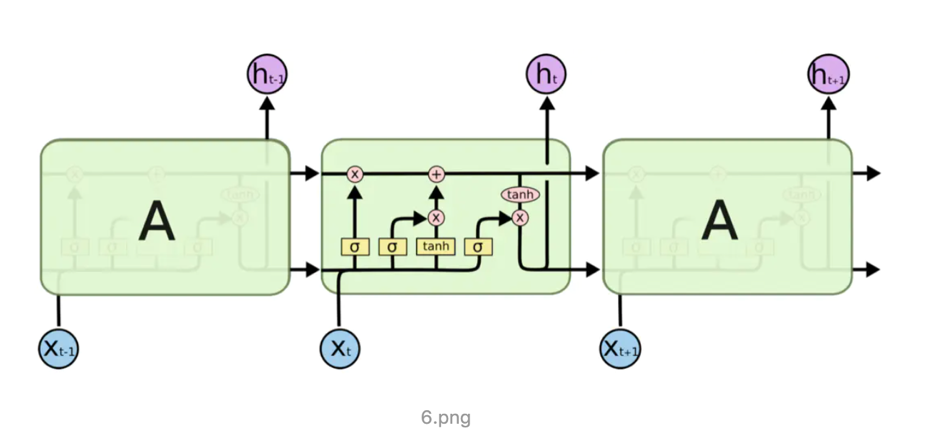 ht-1 ht ht+1
A x + tanh x A
σ σ tanh σ
xt-1 xt xt+1
6.png